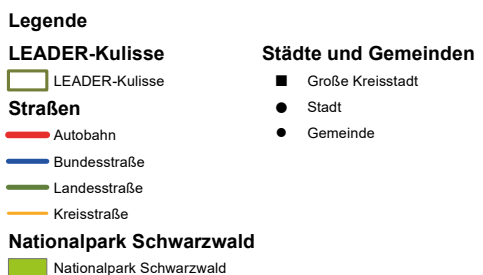 Legende
LEADER-Kulisse
LEADER-Kulisse
Straßen
Autobahn
Bundesstraße
Landesstraße
Kreisstraße
Nationalpark Schwarzwald
Nationalpark Schwarzwald
Städte und Gemeinden
Große Kreisstadt
Stadt
Gemeinde